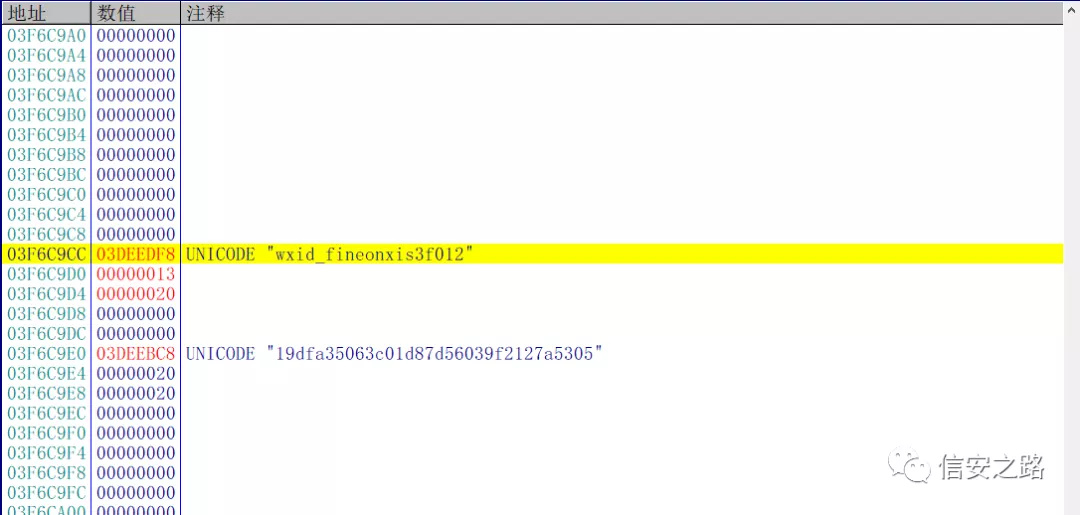 地址 数值 注释
03F6C9A0 00000000
03F6C9A4 00000000
03F6C9A8 00000000
03F6C9AC 00000000
03F6C9B0 00000000
03F6C9B4 00000000
03F6C9B8 00000000
03F6C9BC 00000000
03F6C9C0 00000000
03F6C9C4 00000000
03F6C9C8 00000000
03F6C9CC 03DEEDF8 UNICODE "wxid_fineonxis3f012"
03F6C9D0 00000013
03F6C9D4 00000020
03F6C9D8 00000000
03F6C9DC 00000000
03F6C9E0 03DEEBC8 UNICODE "19dfa35063c01d87d56039f2127a5305"
03F6C9E4 00000020
03F6C9E8 00000020
03F6C9EC 00000000
03F6C9F0 00000000
03F6C9F4 00000000
03F6C9F8 00000000
03F6C9FC 00000000
03F6CA00 00000000
信安之路